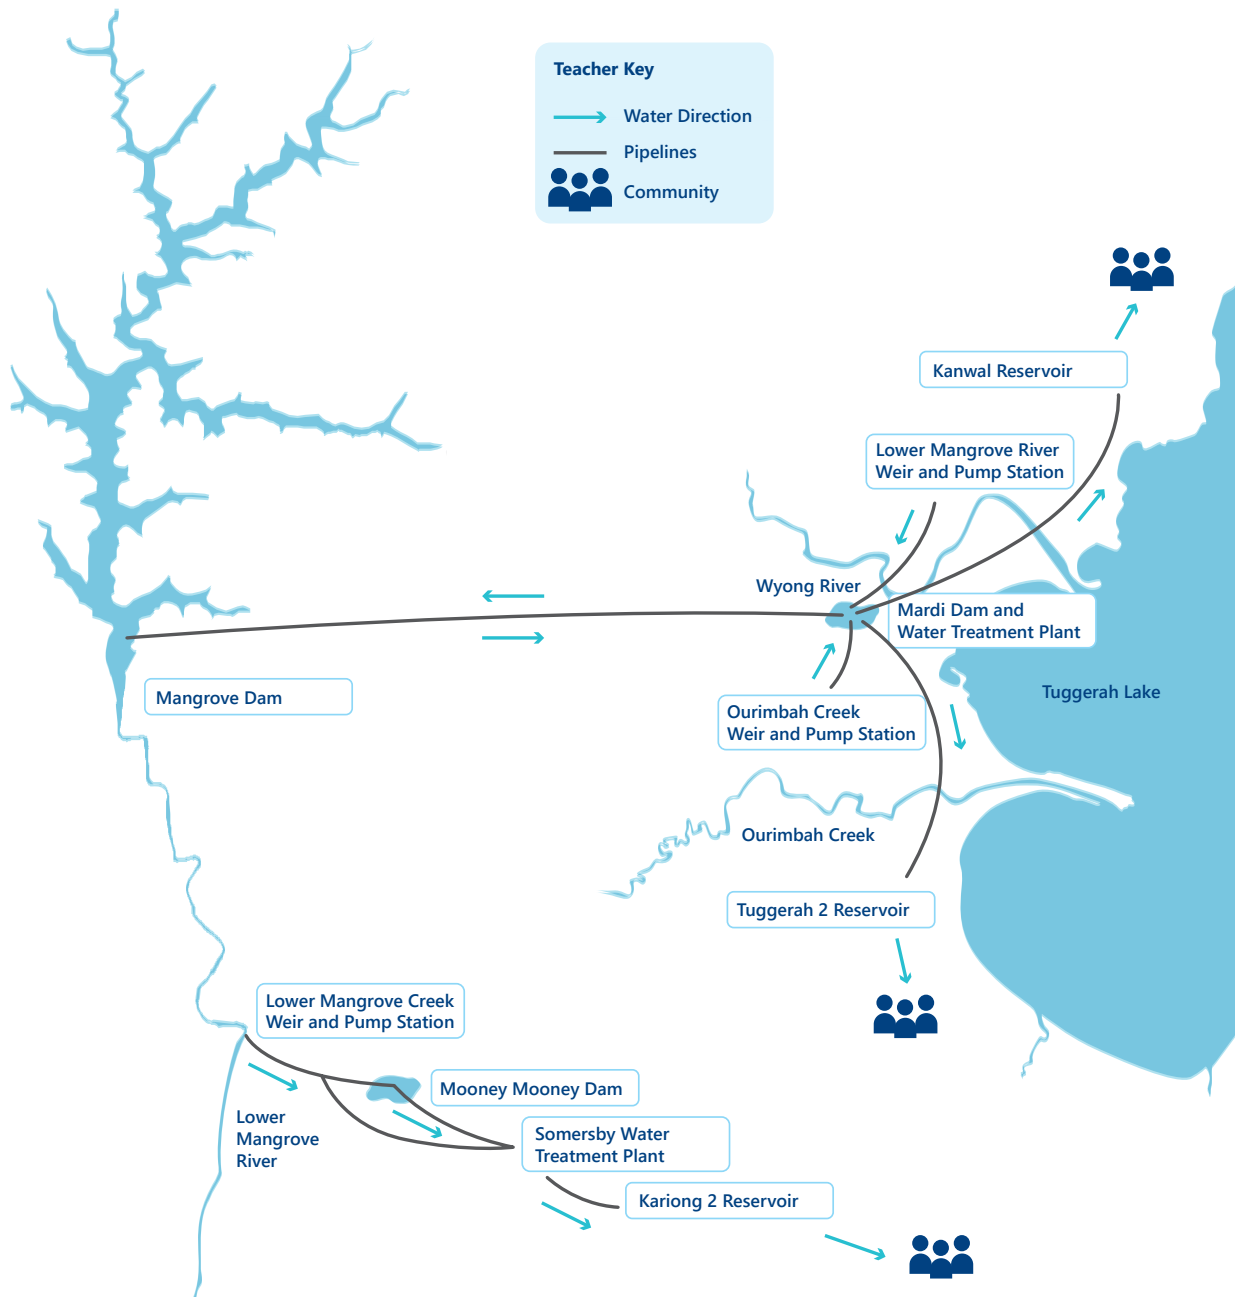 Teacher Key
Water Direction
Pipelines
Community
Kanwal Reservoir
Lower Mangrove River
Weir and Pump Station
Wyong River
Mardi Dam and
Water Treatment Plant
Mangrove Dam
Tuggerah Lake
Ourimbah Creek
Weir and Pump Station
Ourimbah Creek
Tuggerah 2 Reservoir
Lower Mangrove Creek
Weir and Pump Station
Mooney Mooney Dam
Lower
Mangrove
River
Somersby Water
Treatment Plant
Kariong 2 Reservoir